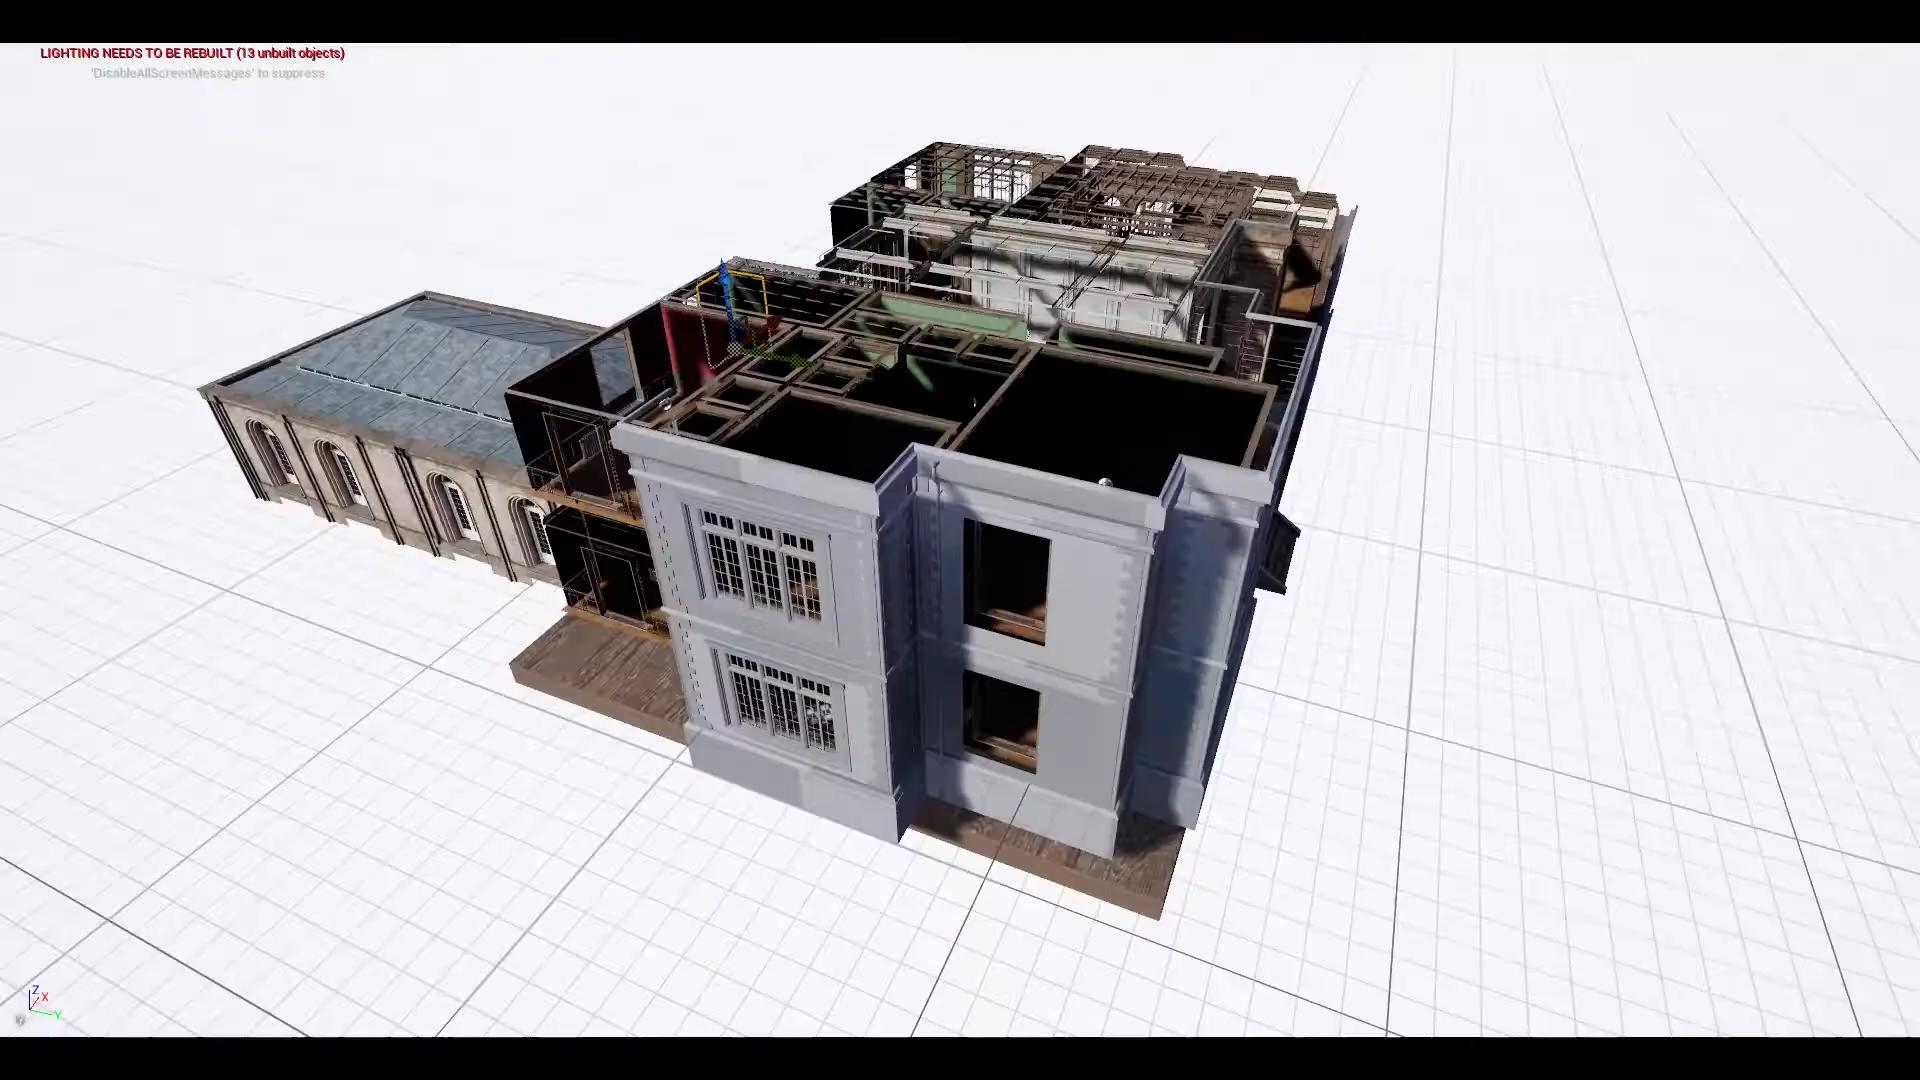 LIGHTING NEEDS TO BE REBUILT (13 unbuilt objects)
'DisableAllScreenMessages' to suppress
Z
X
Y